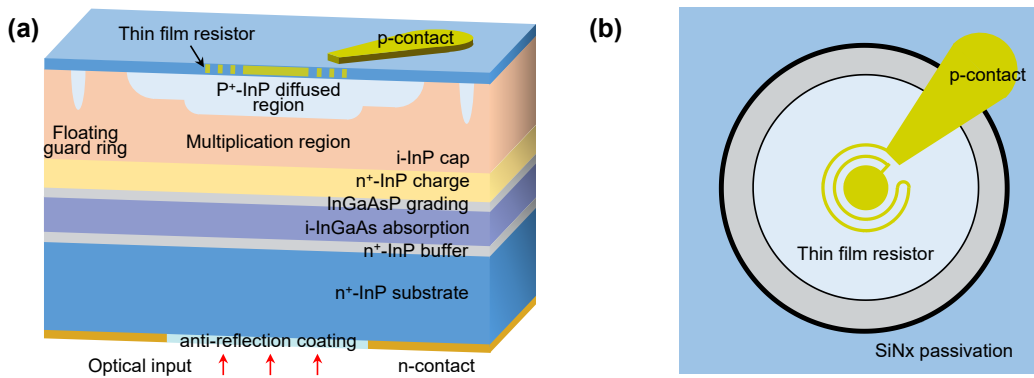 (a)
Thin film resistor
p-contact
P⁺-InP diffused
region
Floating
guard ring
Multiplication region
i-InP cap
n⁺-InP charge
InGaAsP grading
i-InGaAs absorption
n⁺-InP buffer
n⁺-InP substrate
anti-reflection coating
Optical input
n-contact
(b)
p-contact
Thin film resistor
SiNx passivation